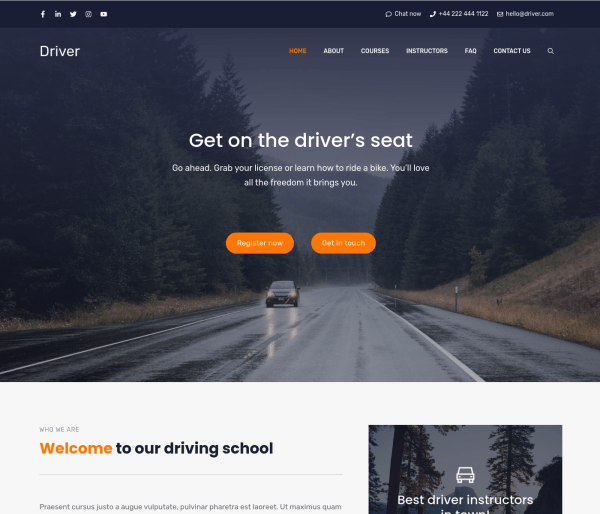 Chat now +44 222 444 1122 hello@driver.com
Driver
HOME ABOUT COURSES INSTRUCTORS FAQ CONTACT US
Get on the driver's seat
Go ahead. Grab your license or learn how to ride a bike. You'll love
all the freedom it brings you.
Register now Get in touch
WHO WE ARE
Welcome to our driving school
Praesent cursus justo a augue vulputate, pulvinar pharetra est laoreet. Ut maximus quam
Best driver instructors
in town!